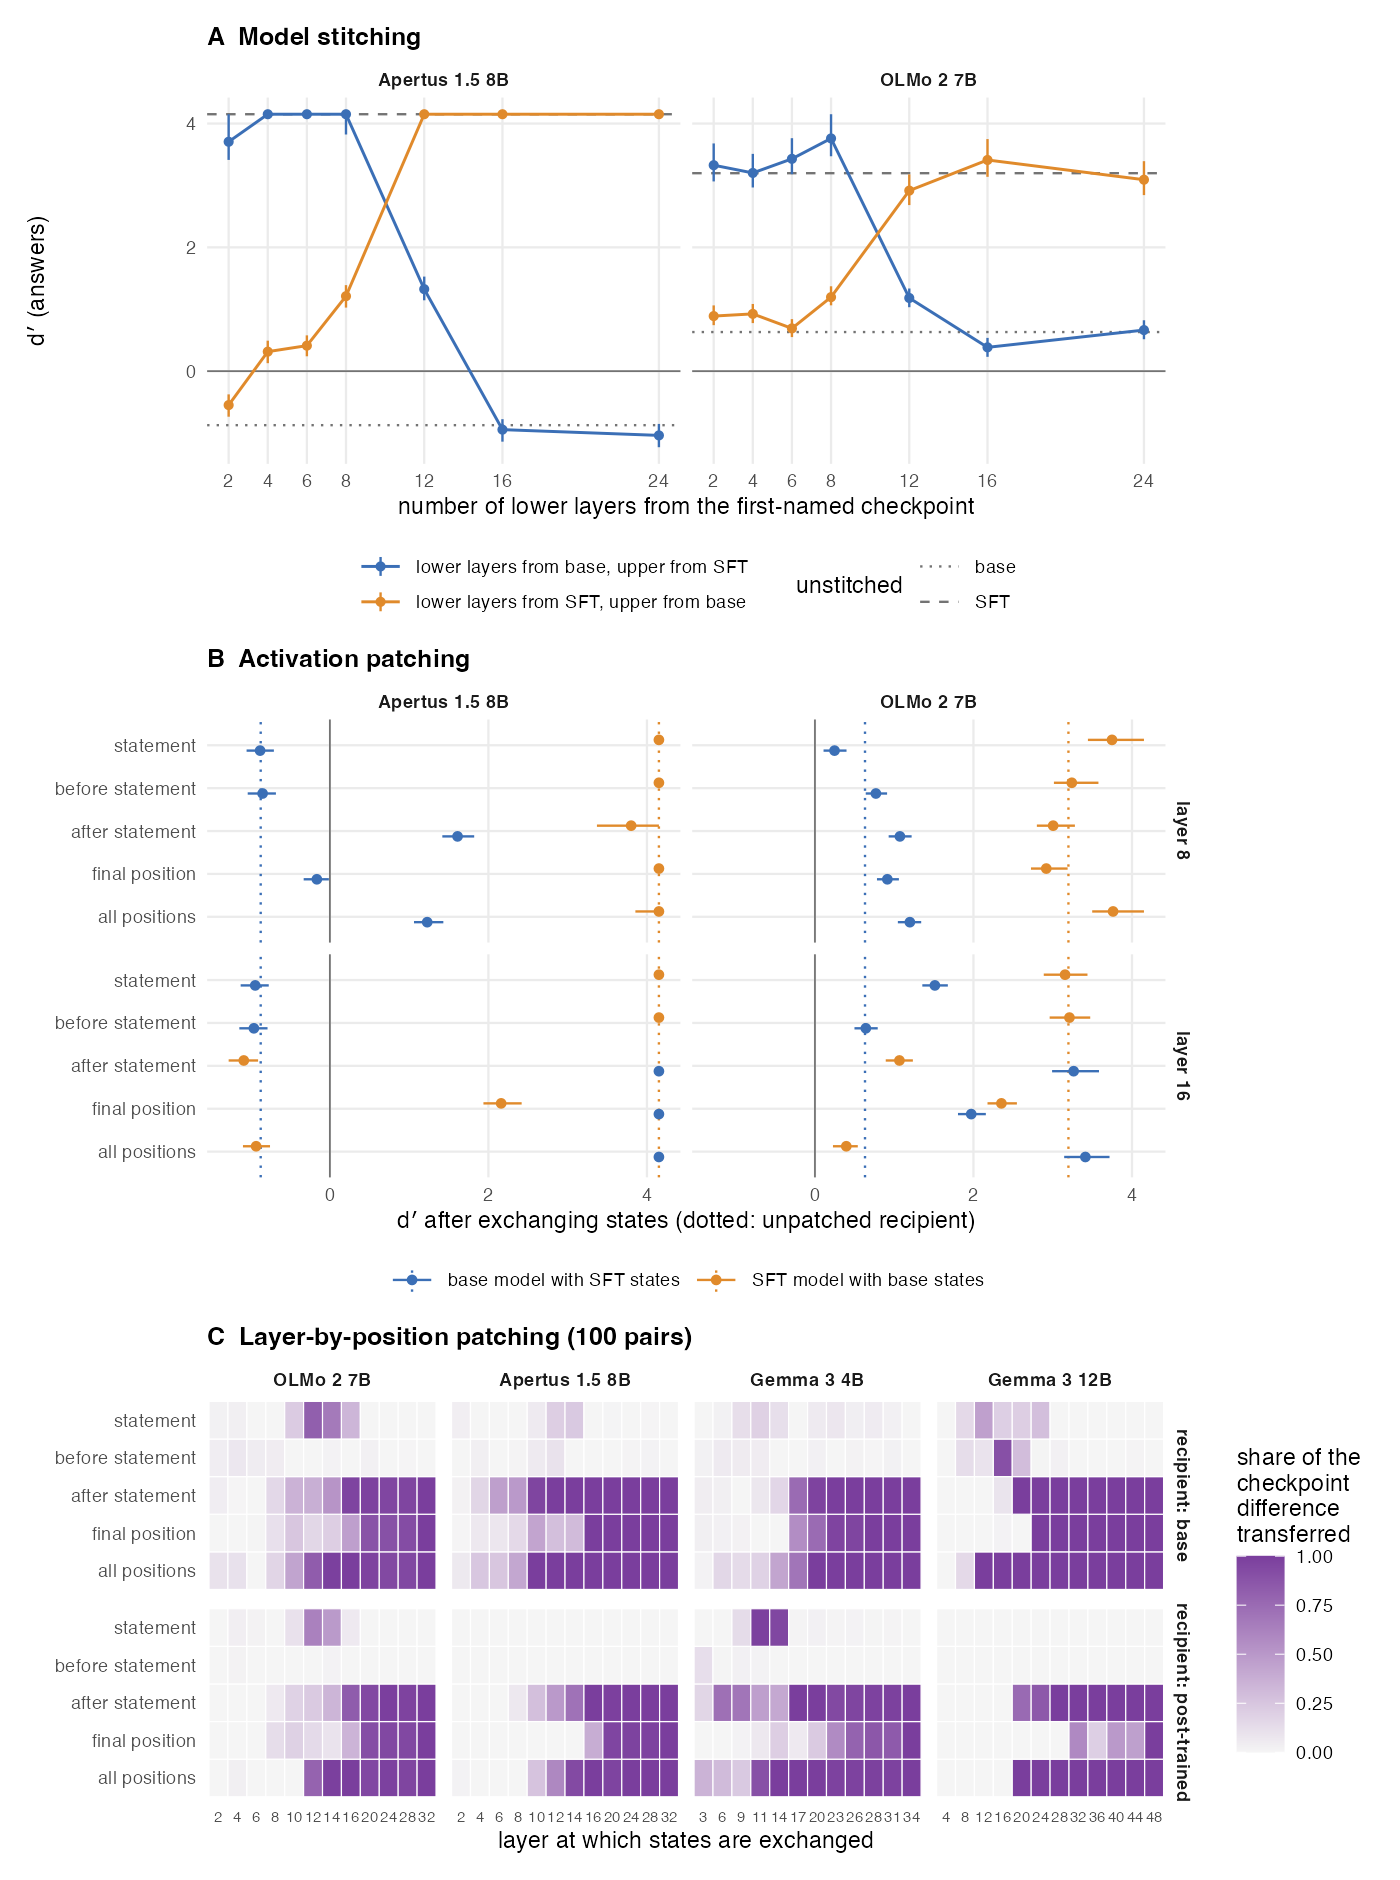 A Model stitching
Apertus 1.5 8B
OLMo 2 7B
d′ (answers)
4
2
0
2 4 6 8 12 16 24
2 4 6 8 12 16 24
number of lower layers from the first-named checkpoint
lower layers from base, upper from SFT
lower layers from SFT, upper from base
unstitched
base
SFT
B Activation patching
Apertus 1.5 8B
OLMo 2 7B
statement
before statement
after statement
final position
all positions
layer 8
statement
before statement
after statement
final position
all positions
layer 16
0 2 4
0 2 4
d′ after exchanging states (dotted: unpatched recipient)
base model with SFT states
SFT model with base states
C Layer-by-position patching (100 pairs)
OLMo 2 7B
Apertus 1.5 8B
Gemma 3 4B
Gemma 3 12B
statement
before statement
after statement
final position
all positions
recipient: base
statement
before statement
after statement
final position
all positions
recipient: post-trained
2 4 6 8 10 12 14 16 20 24 28 32
2 4 6 8 10 12 14 16 20 24 28 32
3 6 9 11 14 17 20 23 26 28 31 34
4 8 12 16 20 24 28 32 36 40 44 48
layer at which states are exchanged
share of the
checkpoint
difference
transferred
1.00
0.75
0.50
0.25
0.00